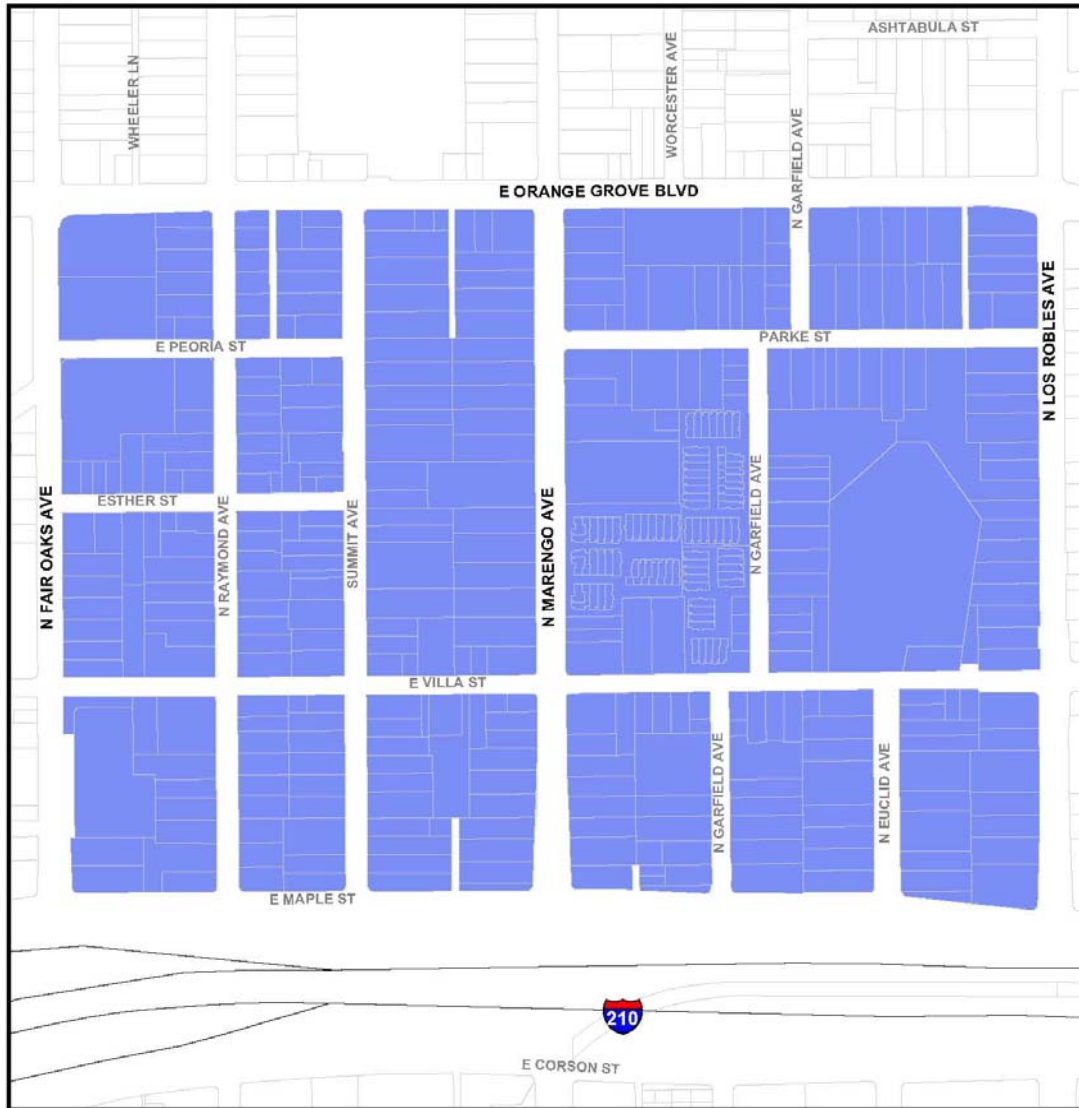 ASHTABULA ST
WHEELER LN
WORCESTER AVE
N GARFIELD AVE
E ORANGE GROVE BLVD
N LOS ROBLES AVE
PARKE ST
E PEORIA ST
N FAIR OAKS AVE
ESTHER ST
N RAYMOND AVE
SUMMIT AVE
N MARENGO AVE
N GARFIELD AVE
E VILLA ST
N GARFIELD AVE
N EUCLID AVE
E MAPLE ST
210
E CORSON ST